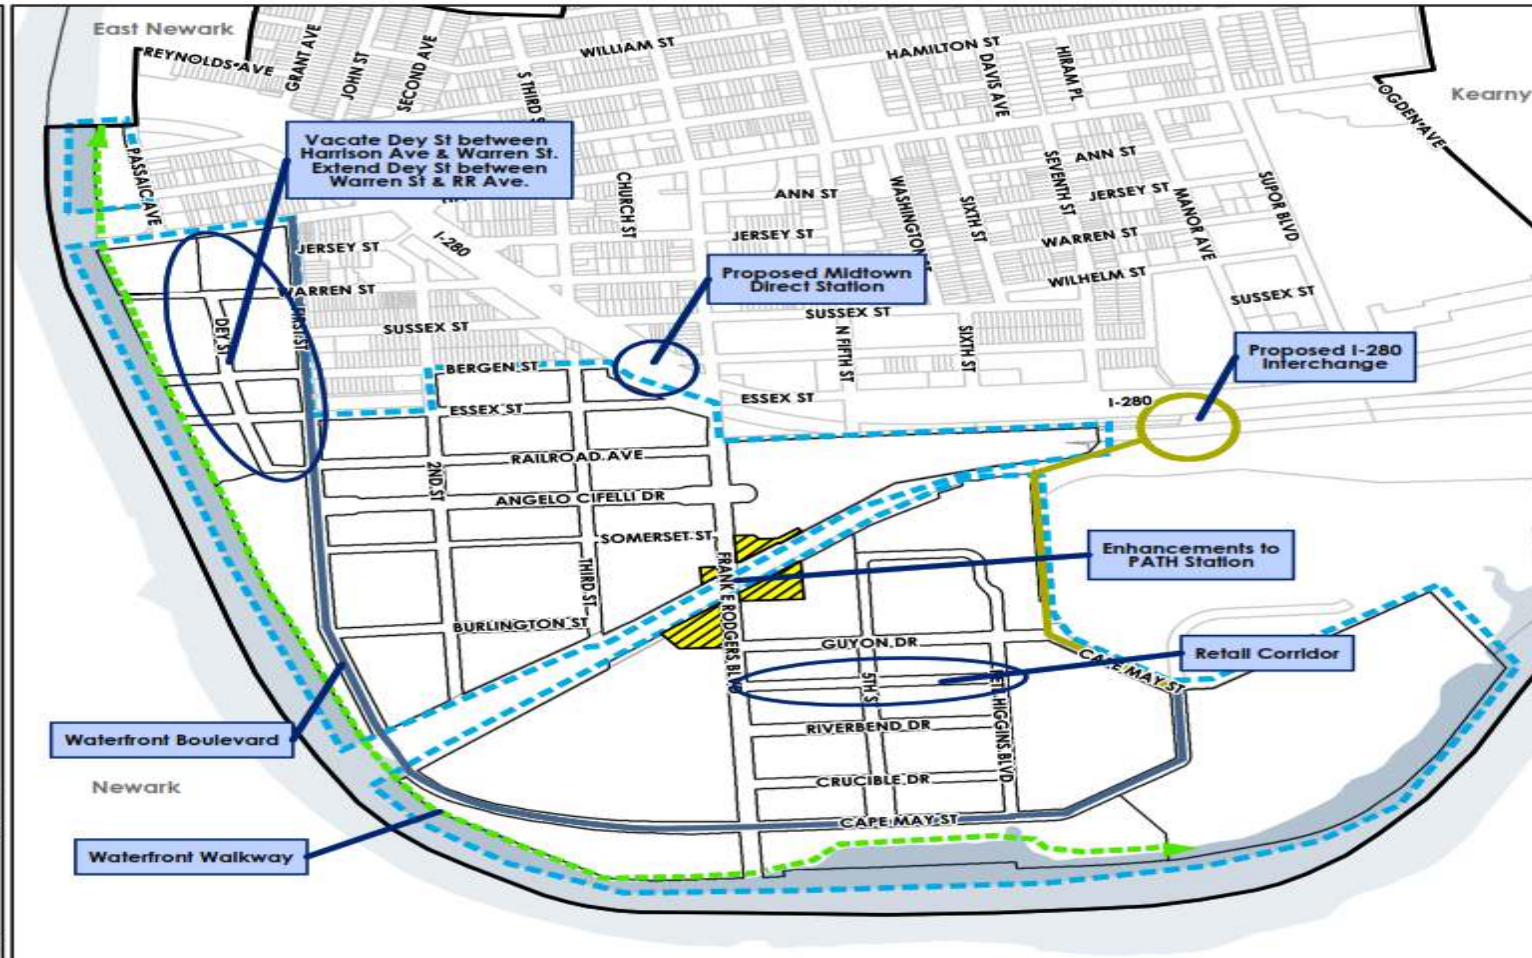 East Newark
REYNOLDS AVE
GRANT AVE
JOHN ST
SECOND AVE
S THIRD S
WILLIAM ST
HAMILTON ST
DAVIS AVE
HIRAM PL
OGDEN AVE
Kearny
PASSAIC AVE
Vacate Dey St between
Harrison Ave & Warren St.
Extend Dey St between
Warren St & RR Ave.
CHURCH ST
ANN ST
ANN ST
WASHINGTON
SIXTH ST
SEVENTH ST
JERSEY ST
MANOR AVE
SUPOR BLVD
JERSEY ST
I-280
JERSEY ST
WARREN ST
Proposed Midtown
Direct Station
WILHELM ST
WARREN ST
SUSSEX ST
DEY ST
FIRST ST
SUSSEX ST
SUSSEX ST
N FIFTH ST
SIXTH ST
Proposed I-280
Interchange
BERGEN ST
ESSEX ST
ESSEX ST
I-280
RAILROAD AVE
2ND ST
ANGELO CIFELLI DR
SOMERSET ST
THIRD ST
FRANK E RODGERS BLVD
Enhancements to
PATH Station
BURLINGTON ST
GUYON DR
CAPE MAY ST
Retail Corridor
5TH S
PETE HIGGINS BLVD
RIVERBEND DR
Waterfront Boulevard
Newark
CRUCIBLE DR
CAPE MAY ST
Waterfront Walkway